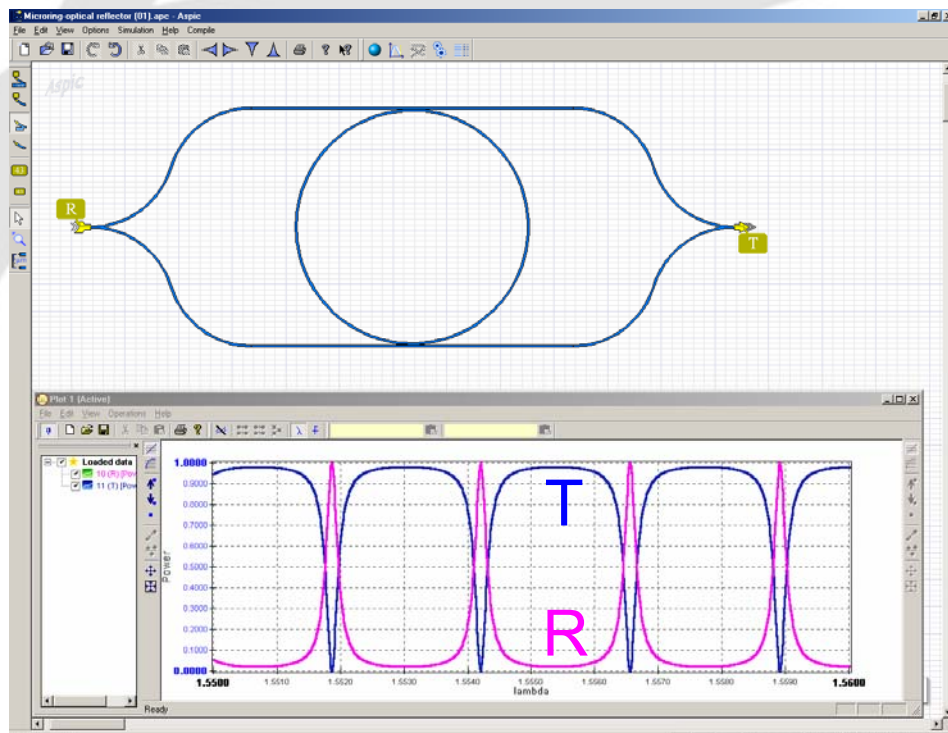 Microring optical reflector (01).apc - Aspic
File Edit View Options Simulation Help Compile
Aspic
R
T
Plot 1 (Active)
File Edit View Operations Help
Loaded data
10 (R) [Pow
11 (T) [Pow
Power
1.0000
0.9000
0.8000
0.7000
0.6000
0.5000
0.4000
0.3000
0.2000
0.1000
0.0000
T
R
1.5500 1.5510 1.5520 1.5530 1.5540 1.5550 1.5560 1.5570 1.5580 1.5590 1.5600
lambda
Ready